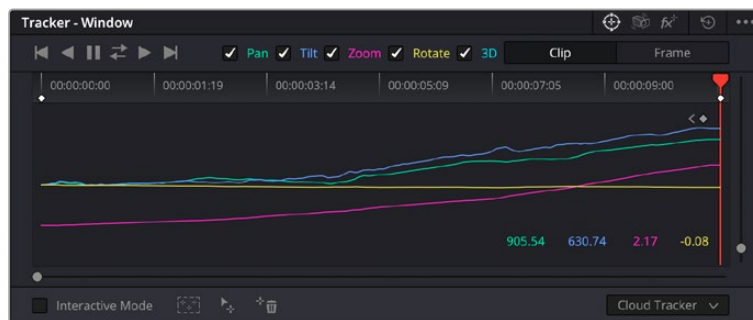 Tracker - Window
Pan Tilt Zoom Rotate 3D Clip Frame
00:00:00:00 00:00:01:19 00:00:03:14 00:00:05:09 00:00:07:05 00:00:09:00
905.54 630.74 2.17 -0.08
Interactive Mode Cloud Tracker